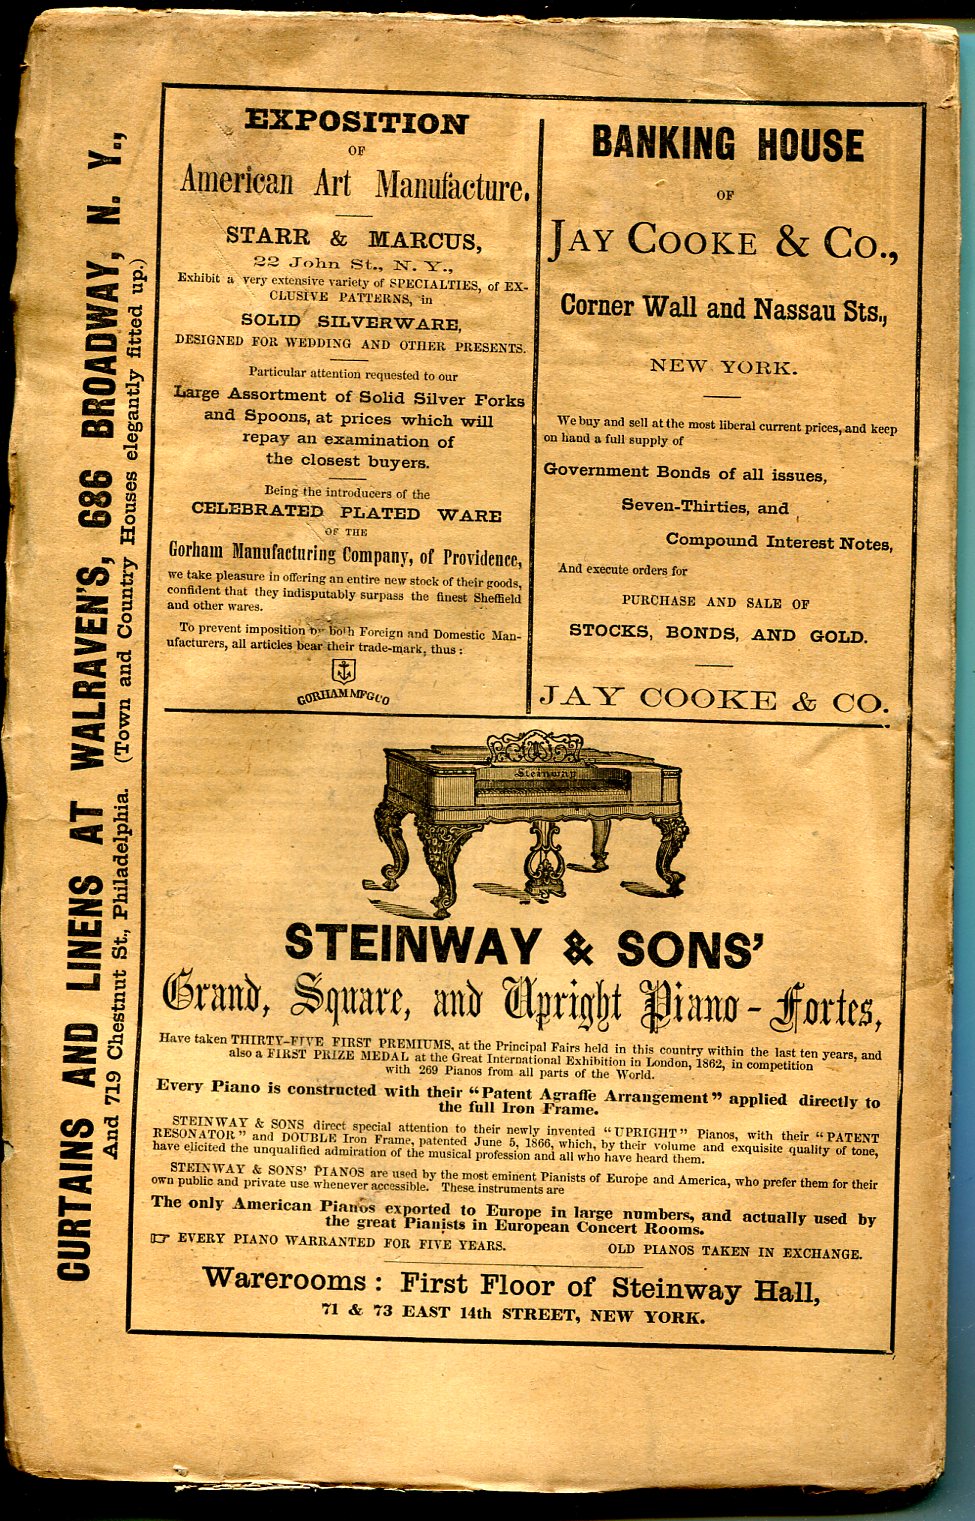 CURTAINS AND LINENS AT WALRAVEN'S, 686 BROADWAY, N. Y.,
And 719 Chestnut St., Philadelphia. (Town and Country Houses elegantly fitted up.)
EXPOSITION
OF
American Art Manufacture.
STARR & MARCUS,
22 John St., N. Y.,
Exhibit a very extensive variety of SPECIALTIES, of EX-
CLUSIVE PATTERNS, in
SOLID SILVERWARE,
DESIGNED FOR WEDDING AND OTHER PRESENTS.
Particular attention requested to our
Large Assortment of Solid Silver Forks
and Spoons, at prices which will
repay an examination of
the closest buyers.
Being the introducers of the
CELEBRATED PLATED WARE
OF THE
Gorham Manufacturing Company, of Providence,
we take pleasure in offering an entire new stock of their goods,
confident that they indisputably surpass the finest Sheffield
and other wares.
To prevent imposition by both Foreign and Domestic Man-
ufacturers, all articles bear their trade-mark, thus:
GORHAM MFG CO
BANKING HOUSE
OF
JAY COOKE & CO.,
Corner Wall and Nassau Sts.,
NEW YORK.
We buy and sell at the most liberal current prices, and keep
on hand a full supply of
Government Bonds of all issues,
Seven-Thirties, and
Compound Interest Notes,
And execute orders for
PURCHASE AND SALE OF
STOCKS, BONDS, AND GOLD.
JAY COOKE & CO.
Steinway
STEINWAY & SONS'
Grand, Square, and Upright Piano-Fortes,
Have taken THIRTY-FIVE FIRST PREMIUMS, at the Principal Fairs held in this country within the last ten years, and
also a FIRST PRIZE MEDAL at the Great International Exhibition in London, 1862, in competition
with 269 Pianos from all parts of the World.
Every Piano is constructed with their "Patent Agraffe Arrangement" applied directly to
the full Iron Frame.
STEINWAY & SONS direct special attention to their newly invented "UPRIGHT" Pianos, with their "PATENT
RESONATOR" and DOUBLE Iron Frame, patented June 5, 1866, which, by their volume and exquisite quality of tone,
have elicited the unqualified admiration of the musical profession and all who have heard them.
STEINWAY & SONS' PIANOS are used by the most eminent Pianists of Europe and America, who prefer them for their
own public and private use whenever accessible. These instruments are
The only American Pianos exported to Europe in large numbers, and actually used by
the great Pianists in European Concert Rooms.
☞ EVERY PIANO WARRANTED FOR FIVE YEARS. OLD PIANOS TAKEN IN EXCHANGE.
Warerooms: First Floor of Steinway Hall,
71 & 73 EAST 14th STREET, NEW YORK.